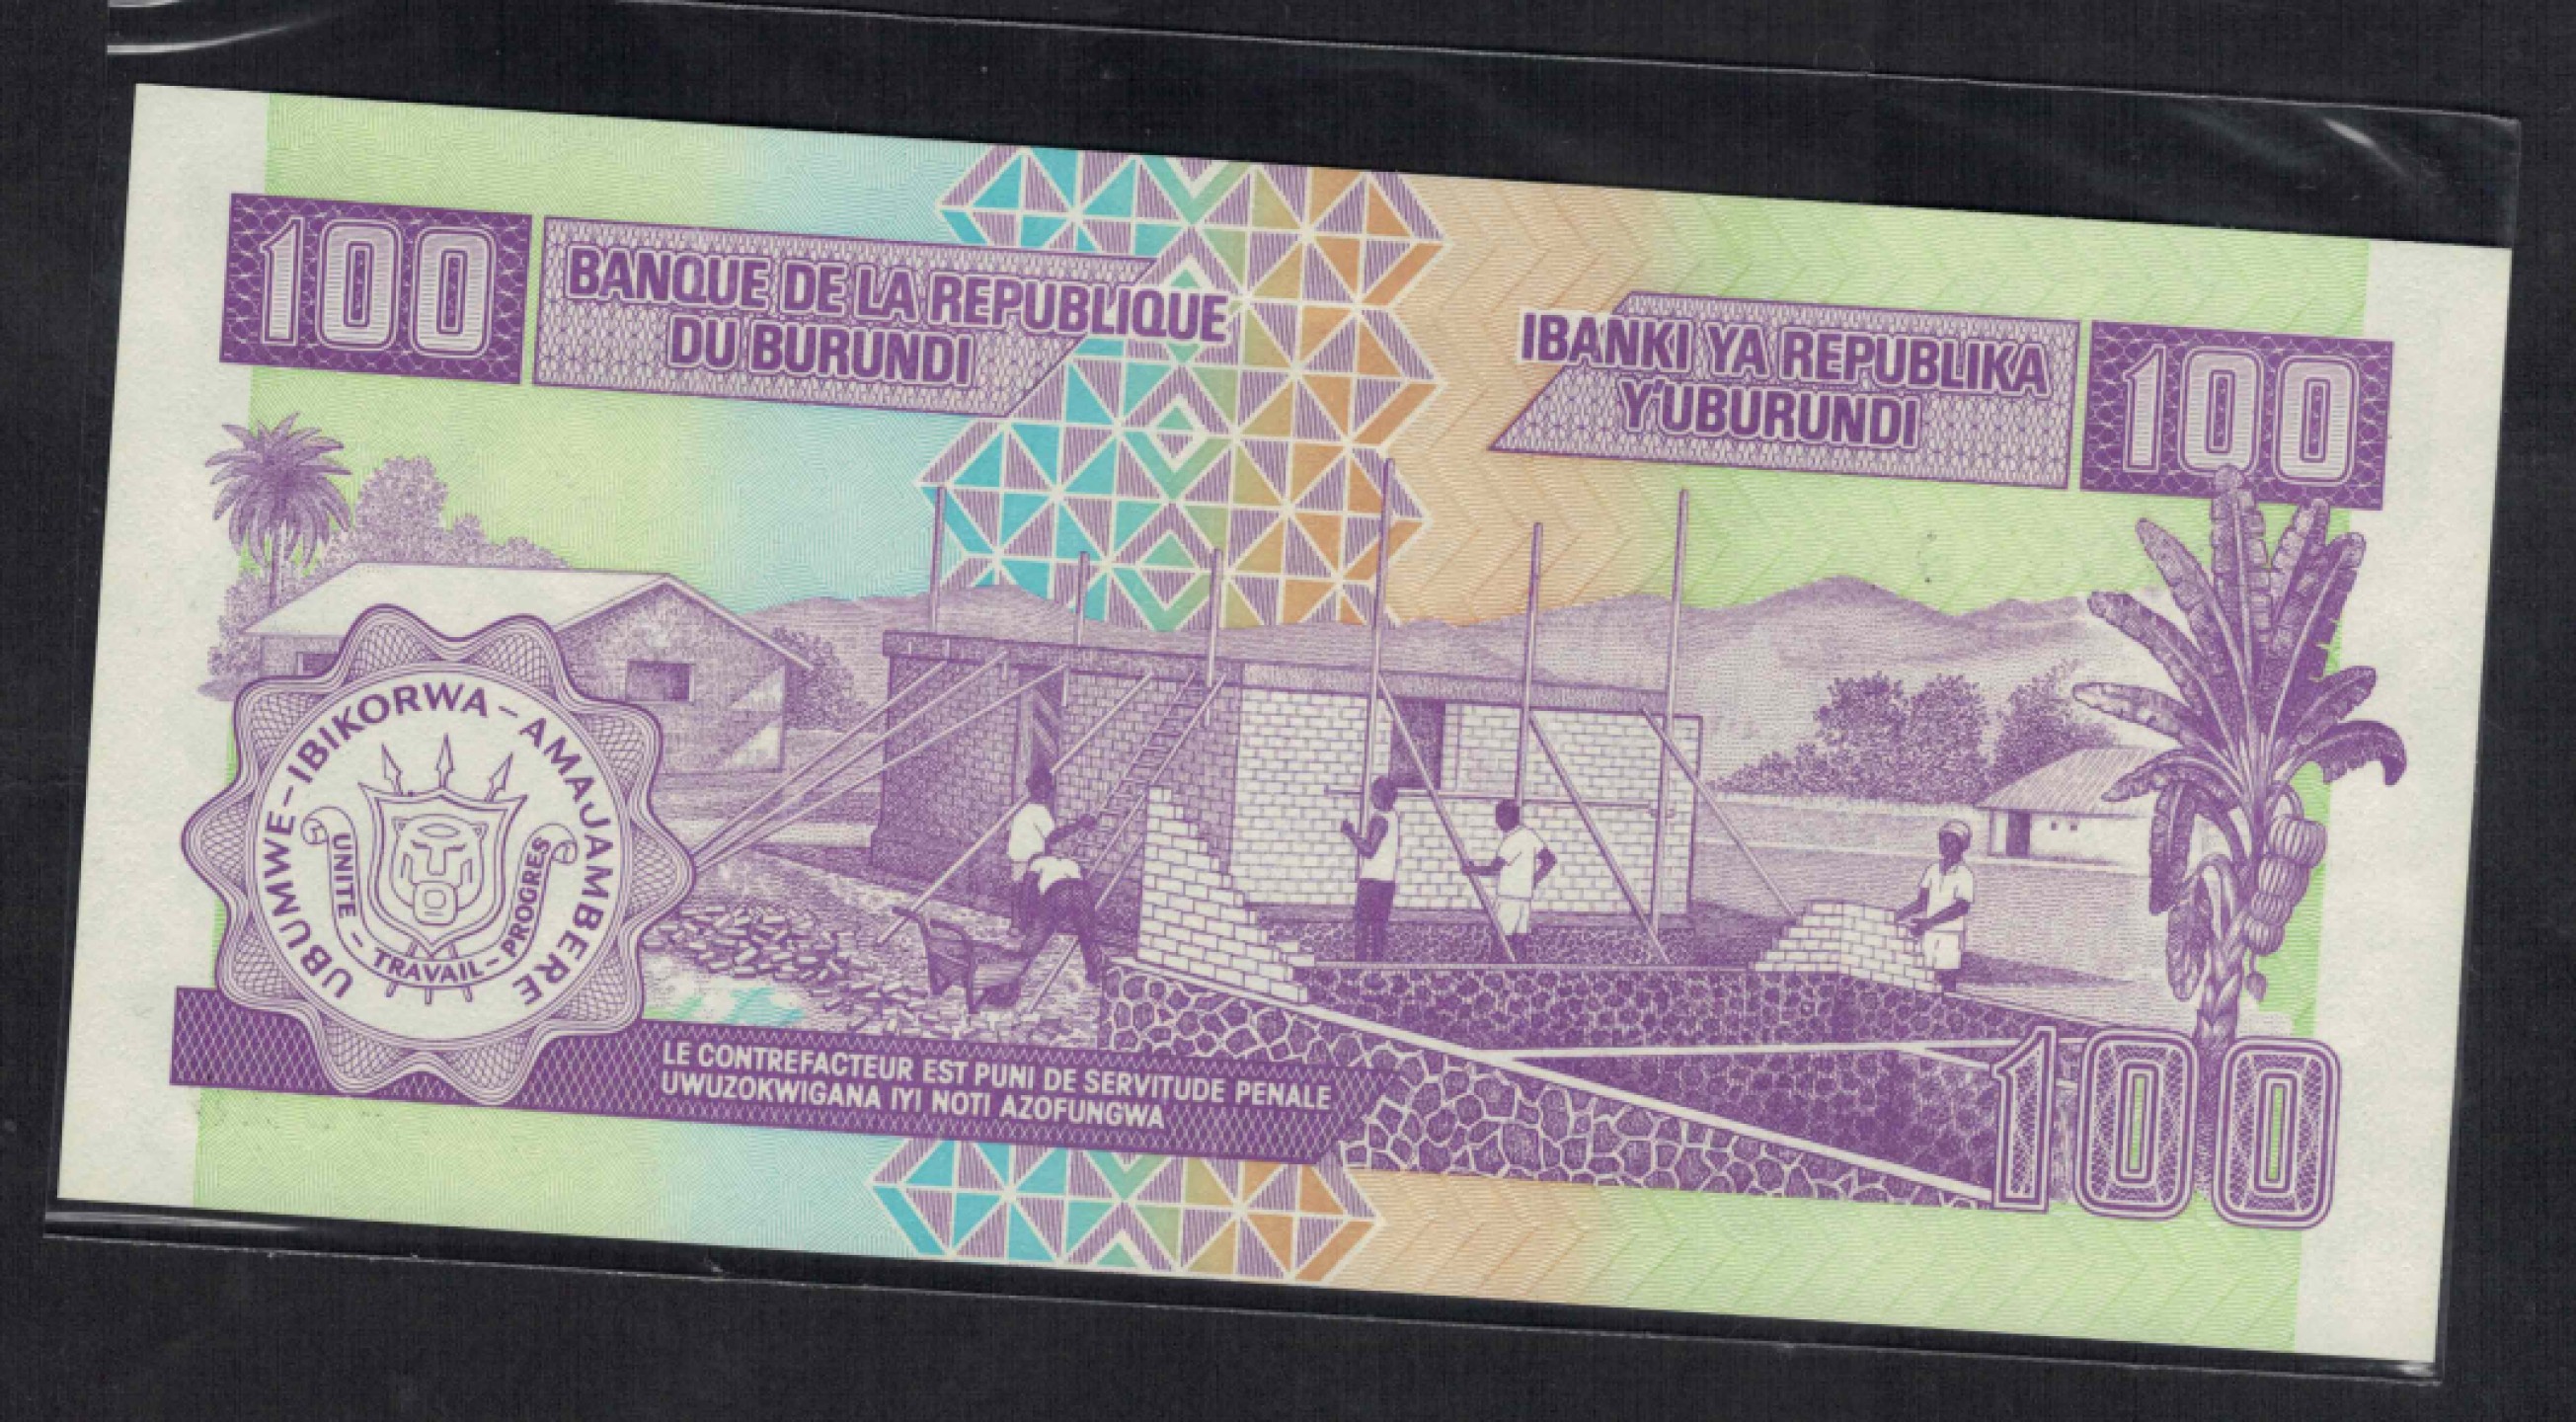 100
BANQUE DE LA REPUBLIQUE
DU BURUNDI
IBANKI YA REPUBLIKA
Y'UBURUNDI
100
UBUMWE-IBIKORWA-AMAJAMBERE
UNITE - TRAVAIL - PROGRES
LE CONTREFACTEUR EST PUNI DE SERVITUDE PENALE
UWUZOKWIGANA IYI NOTI AZOFUNGWA
100